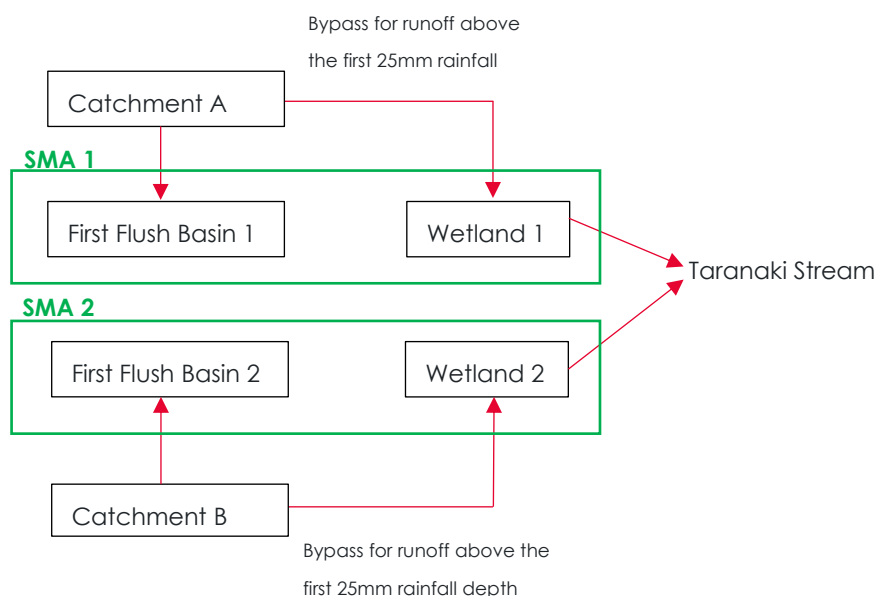 Bypass for runoff above
the first 25mm rainfall
Catchment A
SMA 1
First Flush Basin 1
Wetland 1
Taranaki Stream
SMA 2
First Flush Basin 2
Wetland 2
Catchment B
Bypass for runoff above the
first 25mm rainfall depth